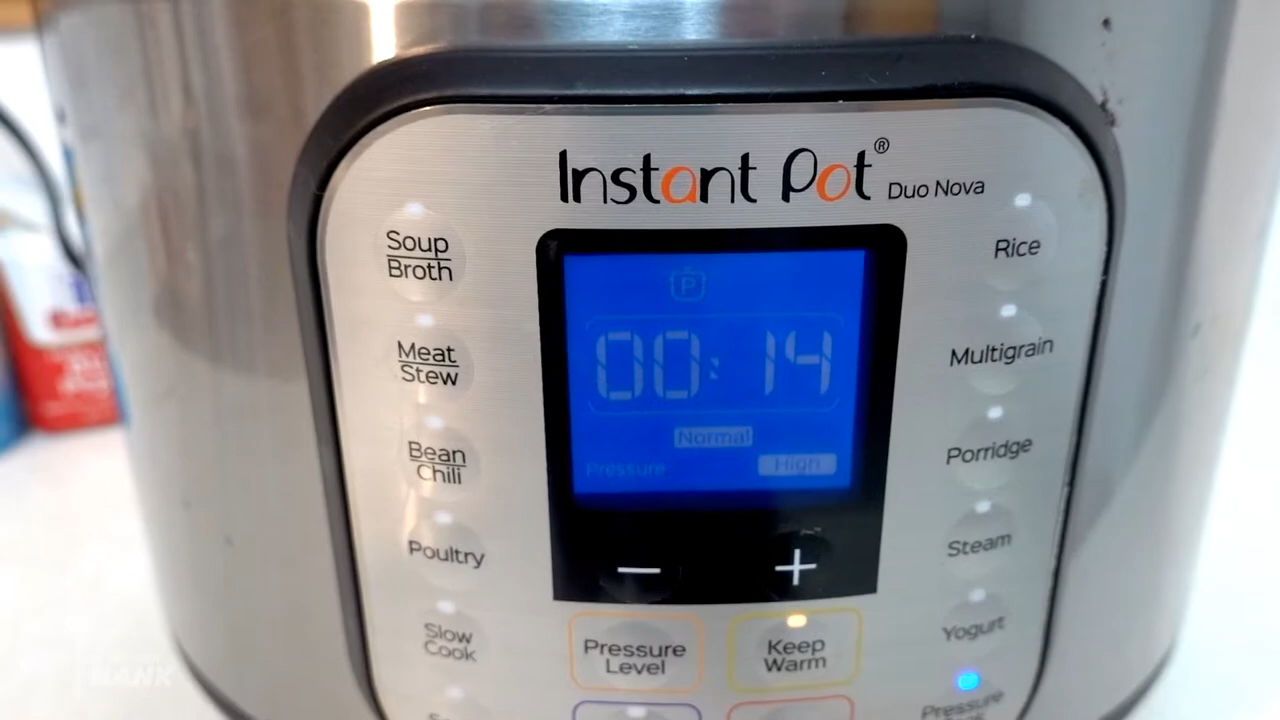 Instant Pot® Duo Nova
Soup
Broth
Meat
Stew
Bean
Chili
Poultry
Slow
Cook
P
00:14
Normal
Pressure High
− +
Pressure
Level
Keep
Warm
Rice
Multigrain
Porridge
Steam
Yogurt
Pressure